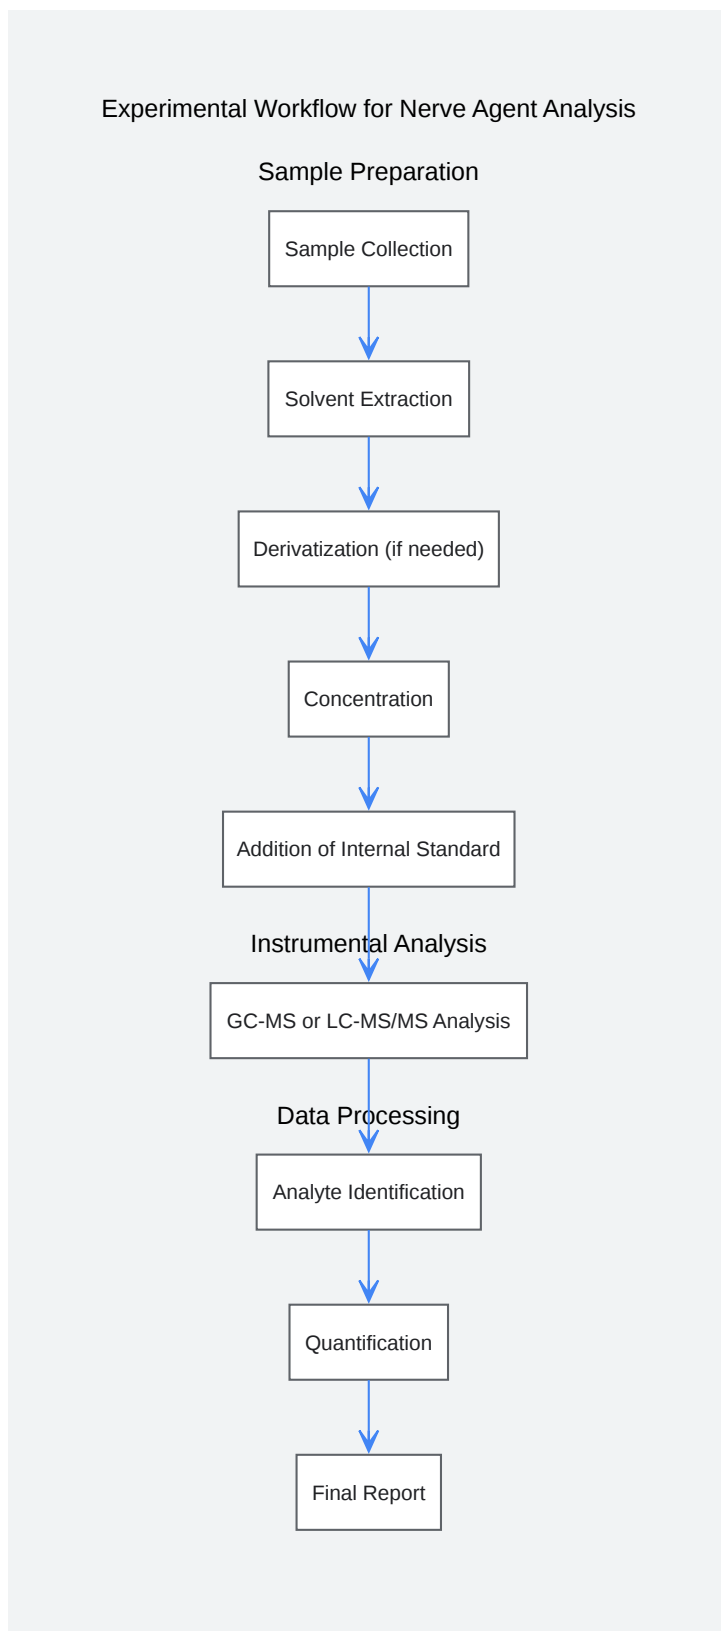 Experimental Workflow for Nerve Agent Analysis
Sample Preparation
Sample Collection
Solvent Extraction
Derivatization (if needed)
Concentration
Addition of Internal Standard
Instrumental Analysis
GC-MS or LC-MS/MS Analysis
Data Processing
Analyte Identification
Quantification
Final Report